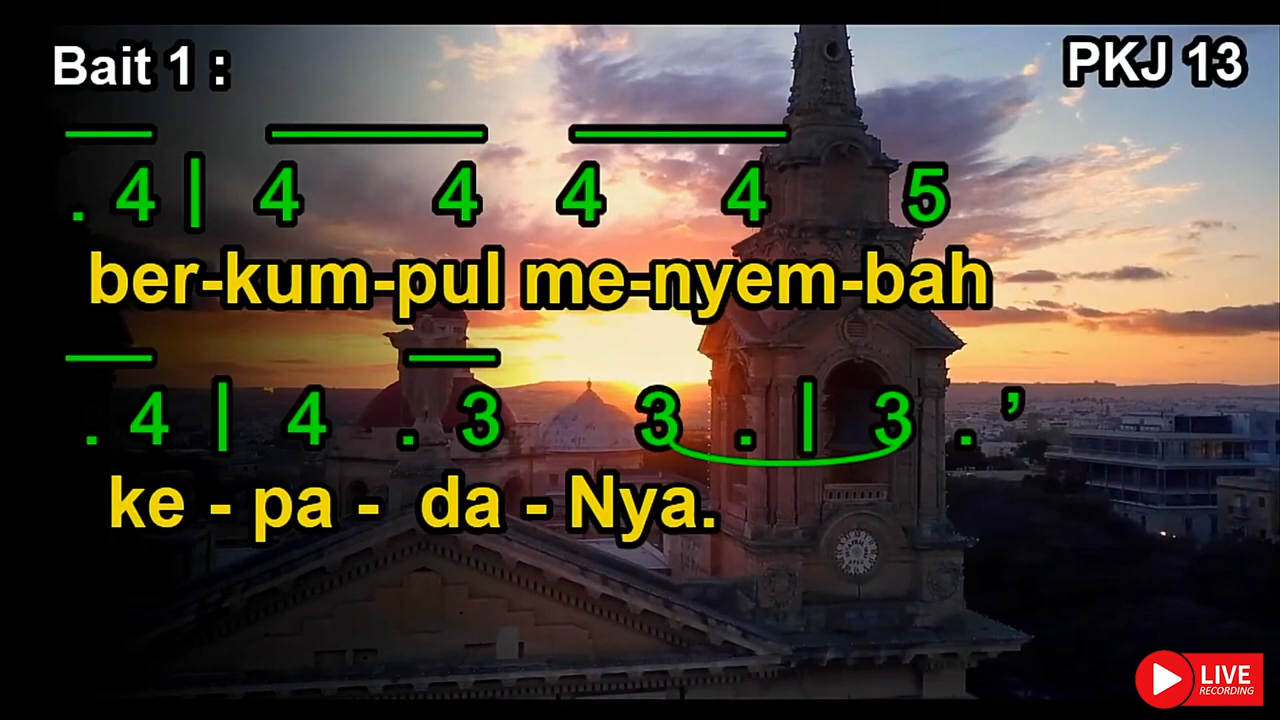 Bait 1 :
PKJ 13
. 4 | 4 4 4 4 5
ber-kum-pul me-nyem-bah
. 4 | 4 . 3 3 . | 3 . ’
ke - pa - da - Nya.
LIVE
RECORDING